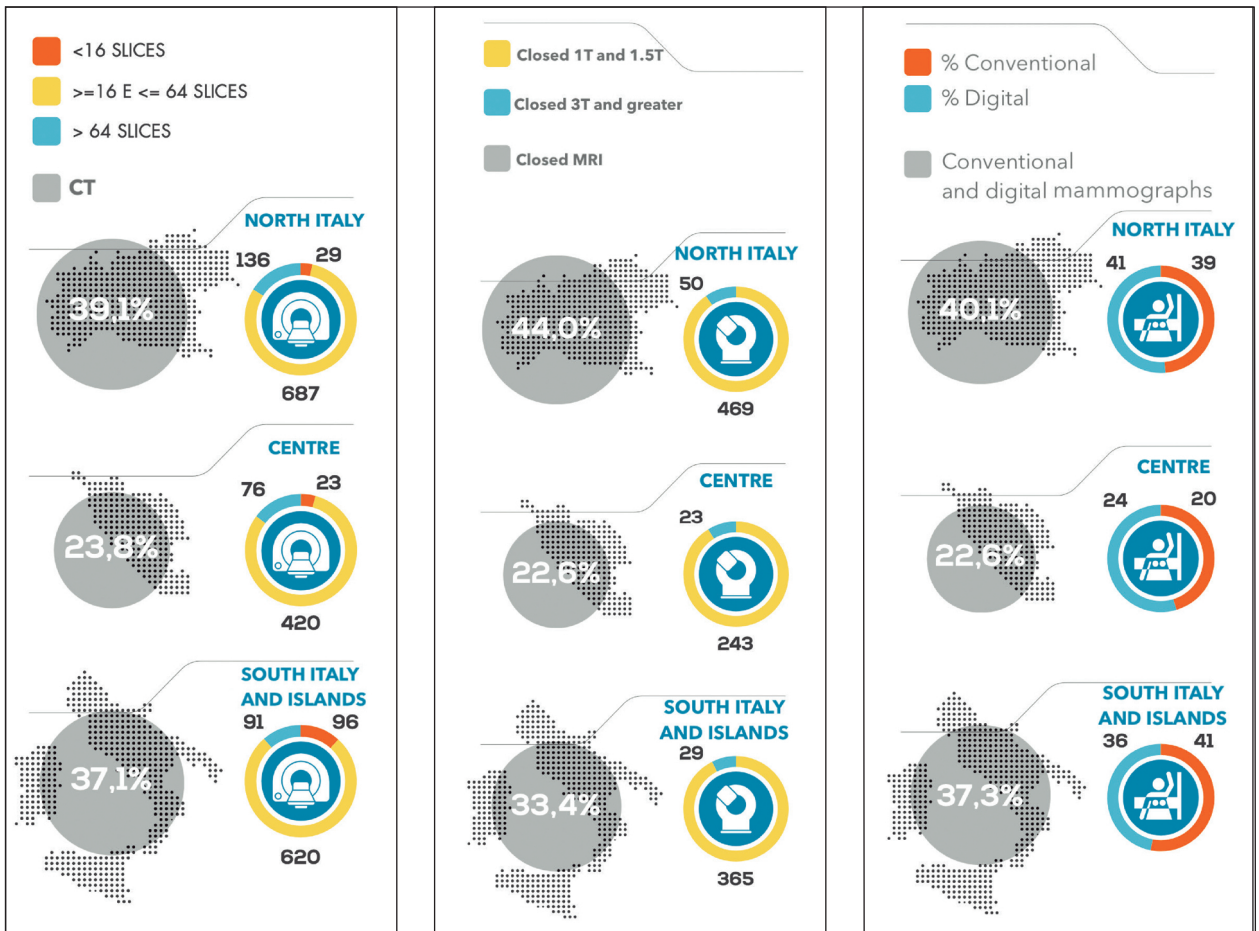 <16 SLICES
>=16 E <= 64 SLICES
> 64 SLICES
CT
NORTH ITALY
136
29
39,1%
687
CENTRE
76
23
23,8%
420
SOUTH ITALY
AND ISLANDS
91
96
37,1%
620
Closed 1T and 1.5T
Closed 3T and greater
Closed MRI
NORTH ITALY
50
44,0%
469
CENTRE
23
22,6%
243
SOUTH ITALY
AND ISLANDS
29
33,4%
365
% Conventional
% Digital
Conventional
and digital mammographs
NORTH ITALY
41
39
40,1%
CENTRE
24
20
22,6%
SOUTH ITALY
AND ISLANDS
36
41
37,3%